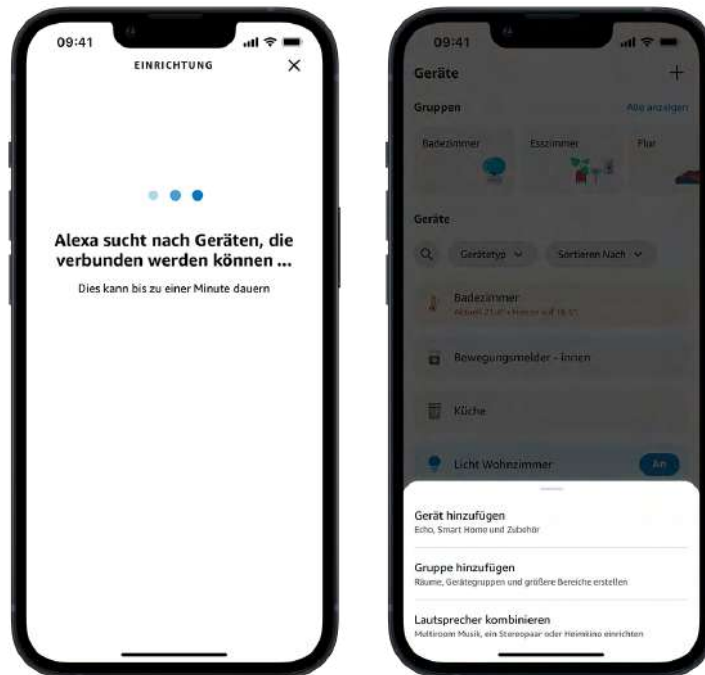 09:41
EINRICHTUNG
Alexa sucht nach Geräten, die
verbunden werden können ...
Dies kann bis zu einer Minute dauern
09:41
Geräte
Gruppen
Alle anzeigen
Badezimmer
Esszimmer
Flur
Geräte
Gerätetyp
Sortieren Nach
Badezimmer
Bewegungsmelder - Innen
Küche
Licht Wohnzimmer
An
Gerät hinzufügen
Echo, Smart Home und Zubehör
Gruppe hinzufügen
Räume, Gerätegruppen und größere Bereiche erstellen
Lautsprecher kombinieren
Multiroom Musik, ein Stereopaar oder Heimkino einrichten